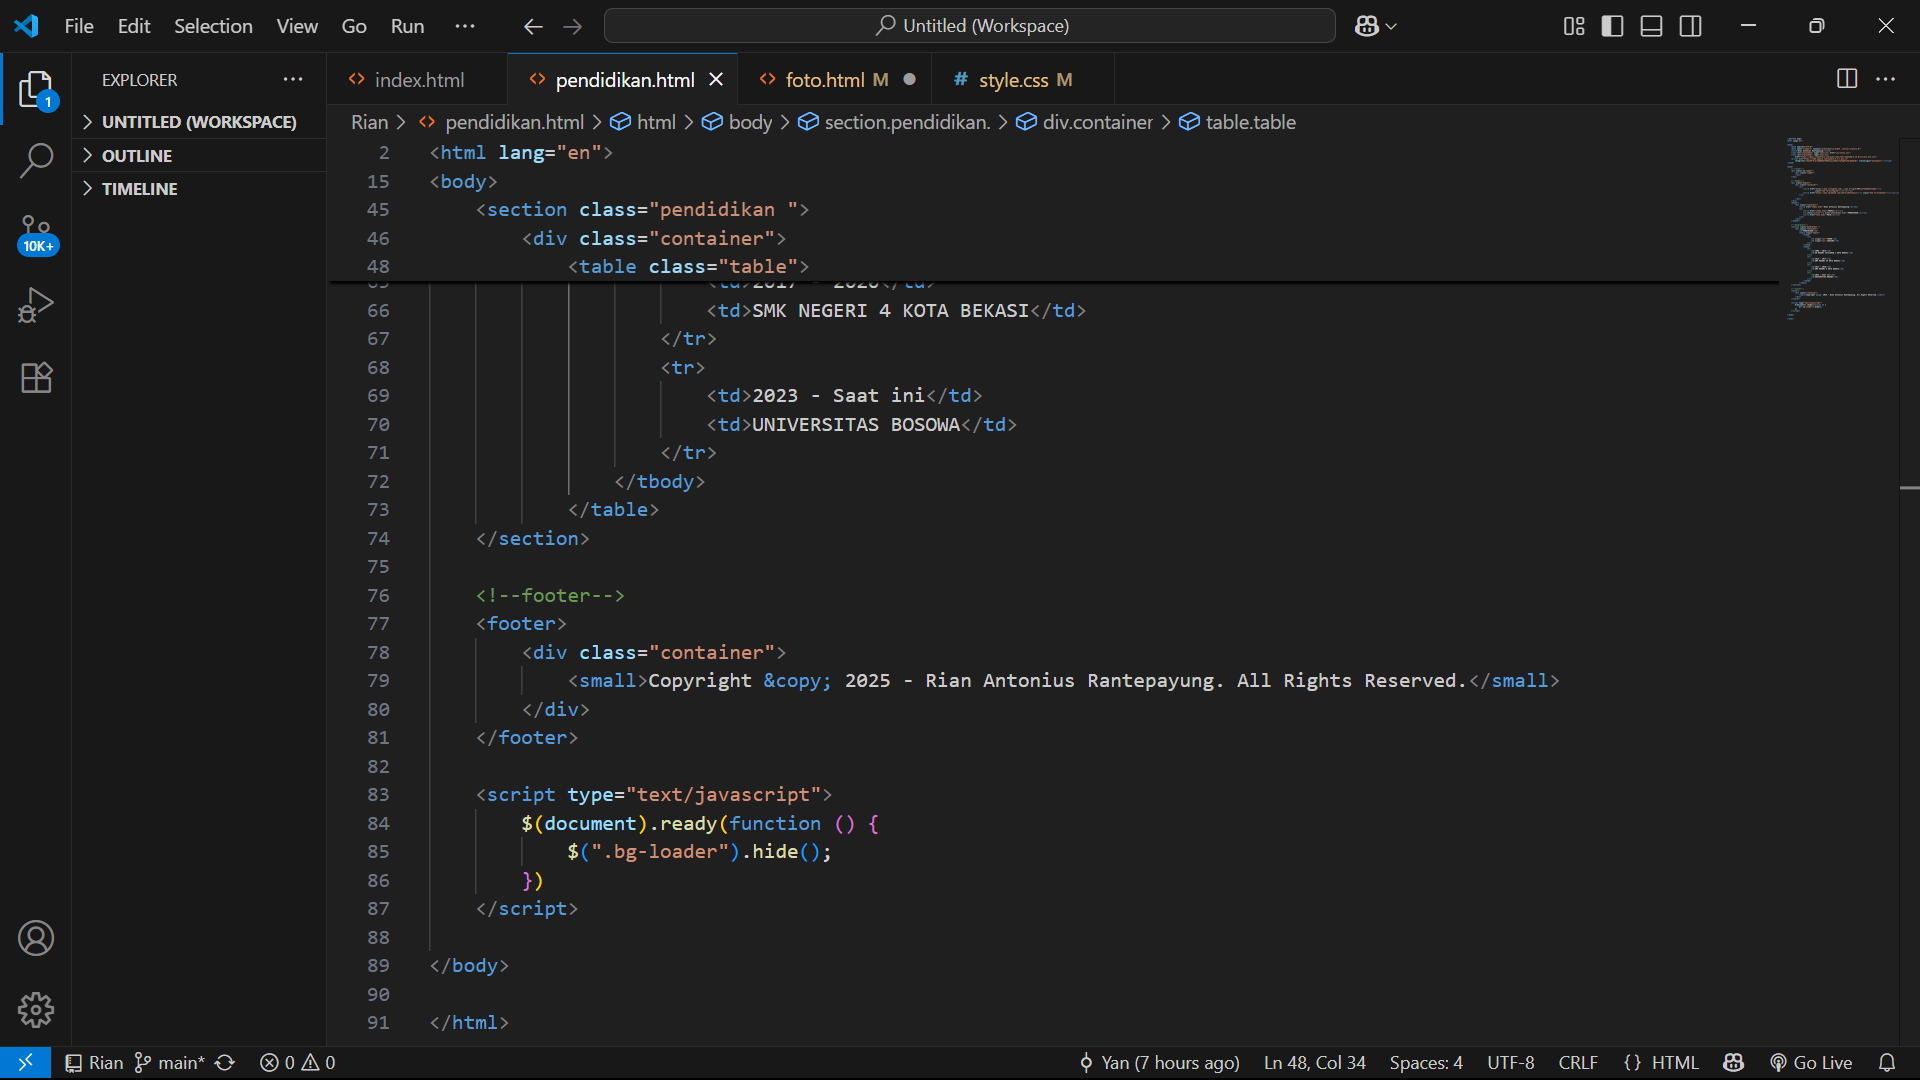 File Edit Selection View Go Run ··· Untitled (Workspace)
EXPLORER ···
index.html pendidikan.html foto.html M style.css M
1
10K+
UNTITLED (WORKSPACE)
OUTLINE
TIMELINE
Rian > pendidikan.html > html > body > section.pendidikan. > div.container > table.table
2 <html lang="en">
15 <body>
45 <section class="pendidikan ">
46 <div class="container">
48 <table class="table">
66 <td>SMK NEGERI 4 KOTA BEKASI</td>
67 </tr>
68 <tr>
69 <td>2023 - Saat ini</td>
70 <td>UNIVERSITAS BOSOWA</td>
71 </tr>
72 </tbody>
73 </table>
74 </section>
75
76 <!--footer-->
77 <footer>
78 <div class="container">
79 <small>Copyright &copy; 2025 - Rian Antonius Rantepayung. All Rights Reserved.</small>
80 </div>
81 </footer>
82
83 <script type="text/javascript">
84 $(document).ready(function () {
85 $(".bg-loader").hide();
86 })
87 </script>
88
89 </body>
90
91 </html>
Rian main* 0 0 Yan (7 hours ago) Ln 48, Col 34 Spaces: 4 UTF-8 CRLF {} HTML Go Live